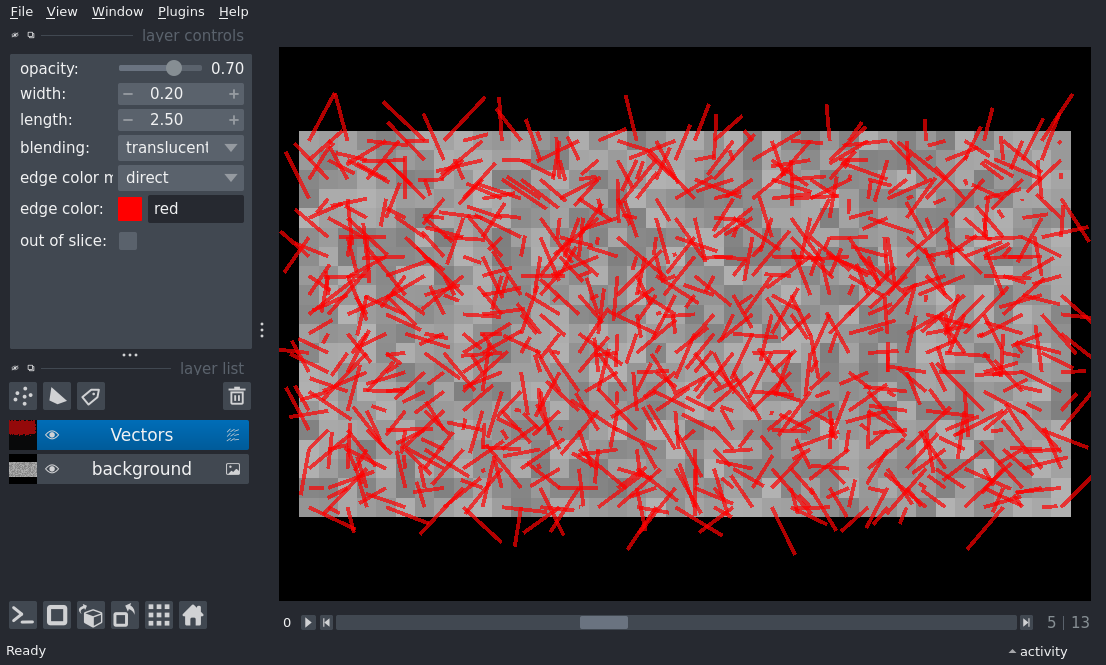 File View Window Plugins Help
layer controls
opacity: 0.70
width: 0.20
length: 2.50
blending: translucent
edge color m direct
edge color: red
out of slice:
layer list
Vectors
background
0 5 | 13
Ready activity